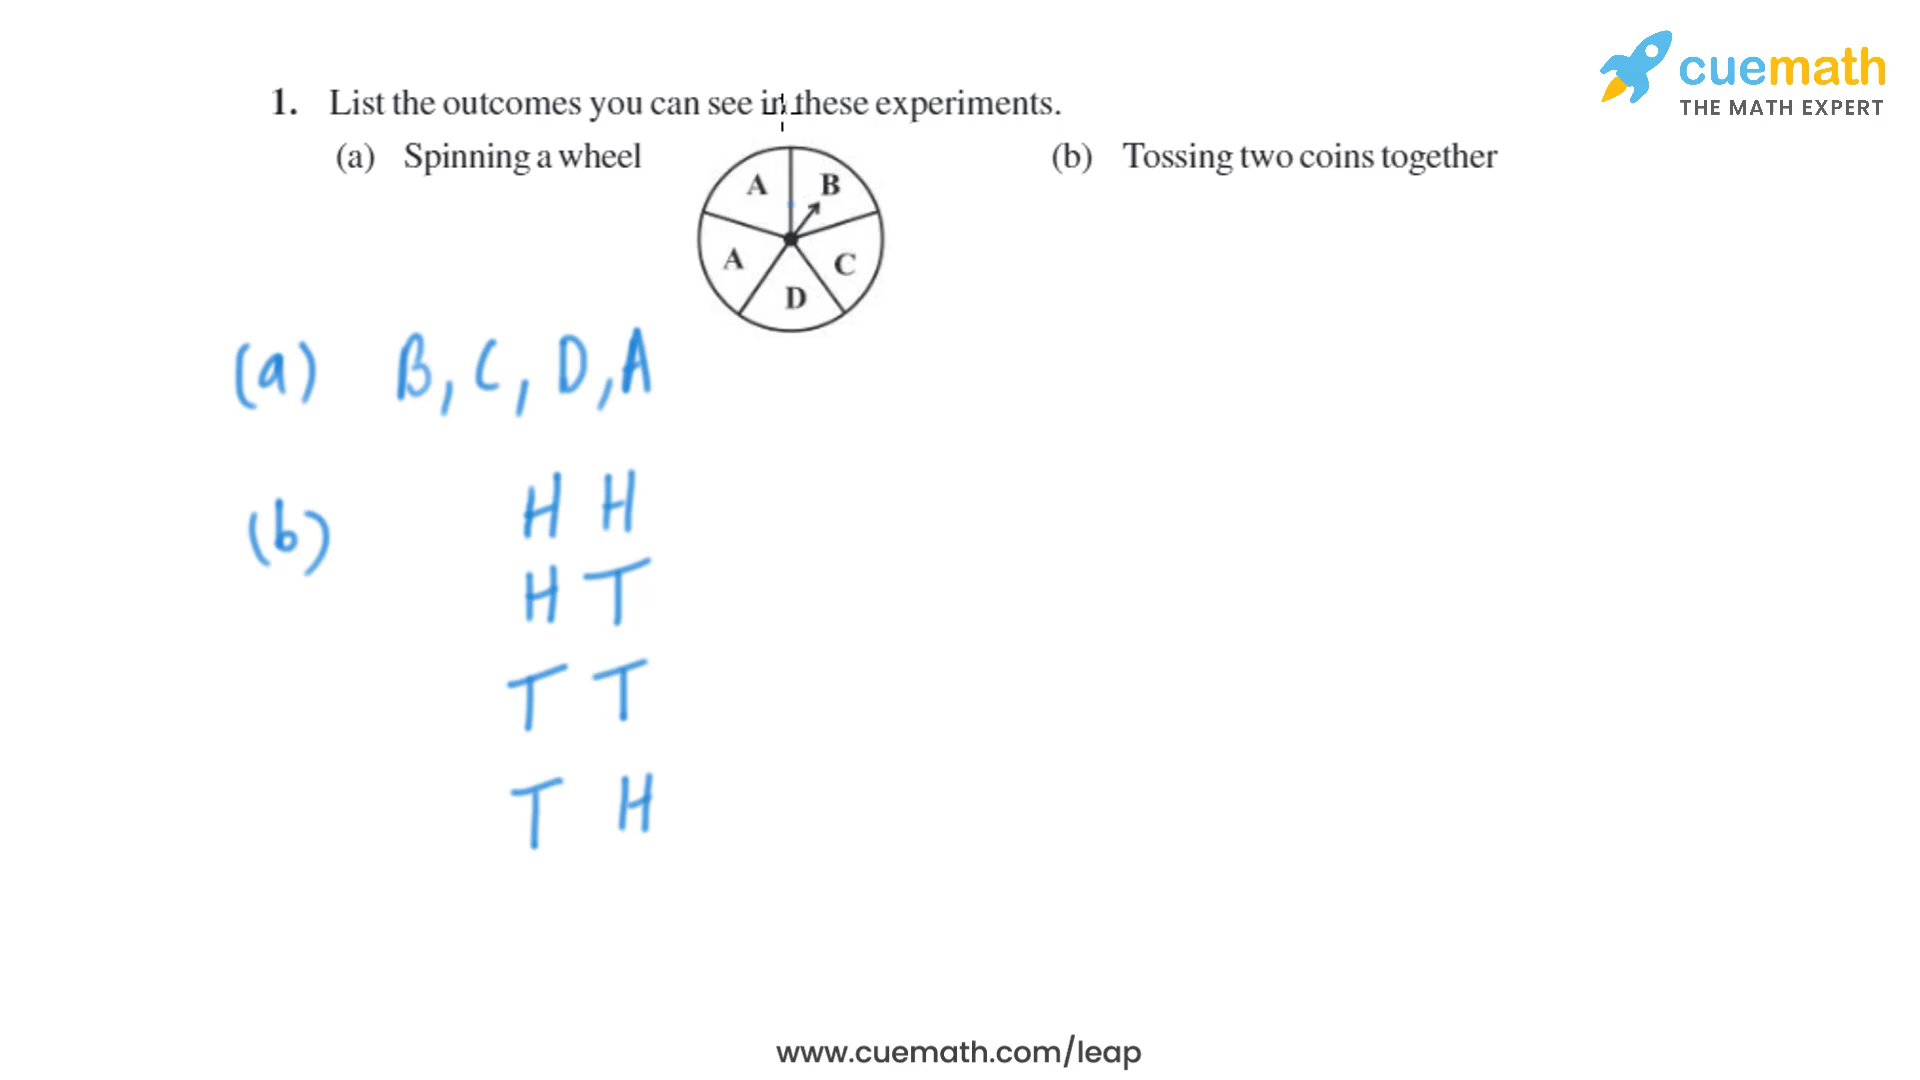 cuemath
THE MATH EXPERT
1. List the outcomes you can see in these experiments.
(a) Spinning a wheel
(b) Tossing two coins together
A B
A C
D
(a) B, C, D, A
(b) H H
H T
T T
T H
www.cuemath.com/leap